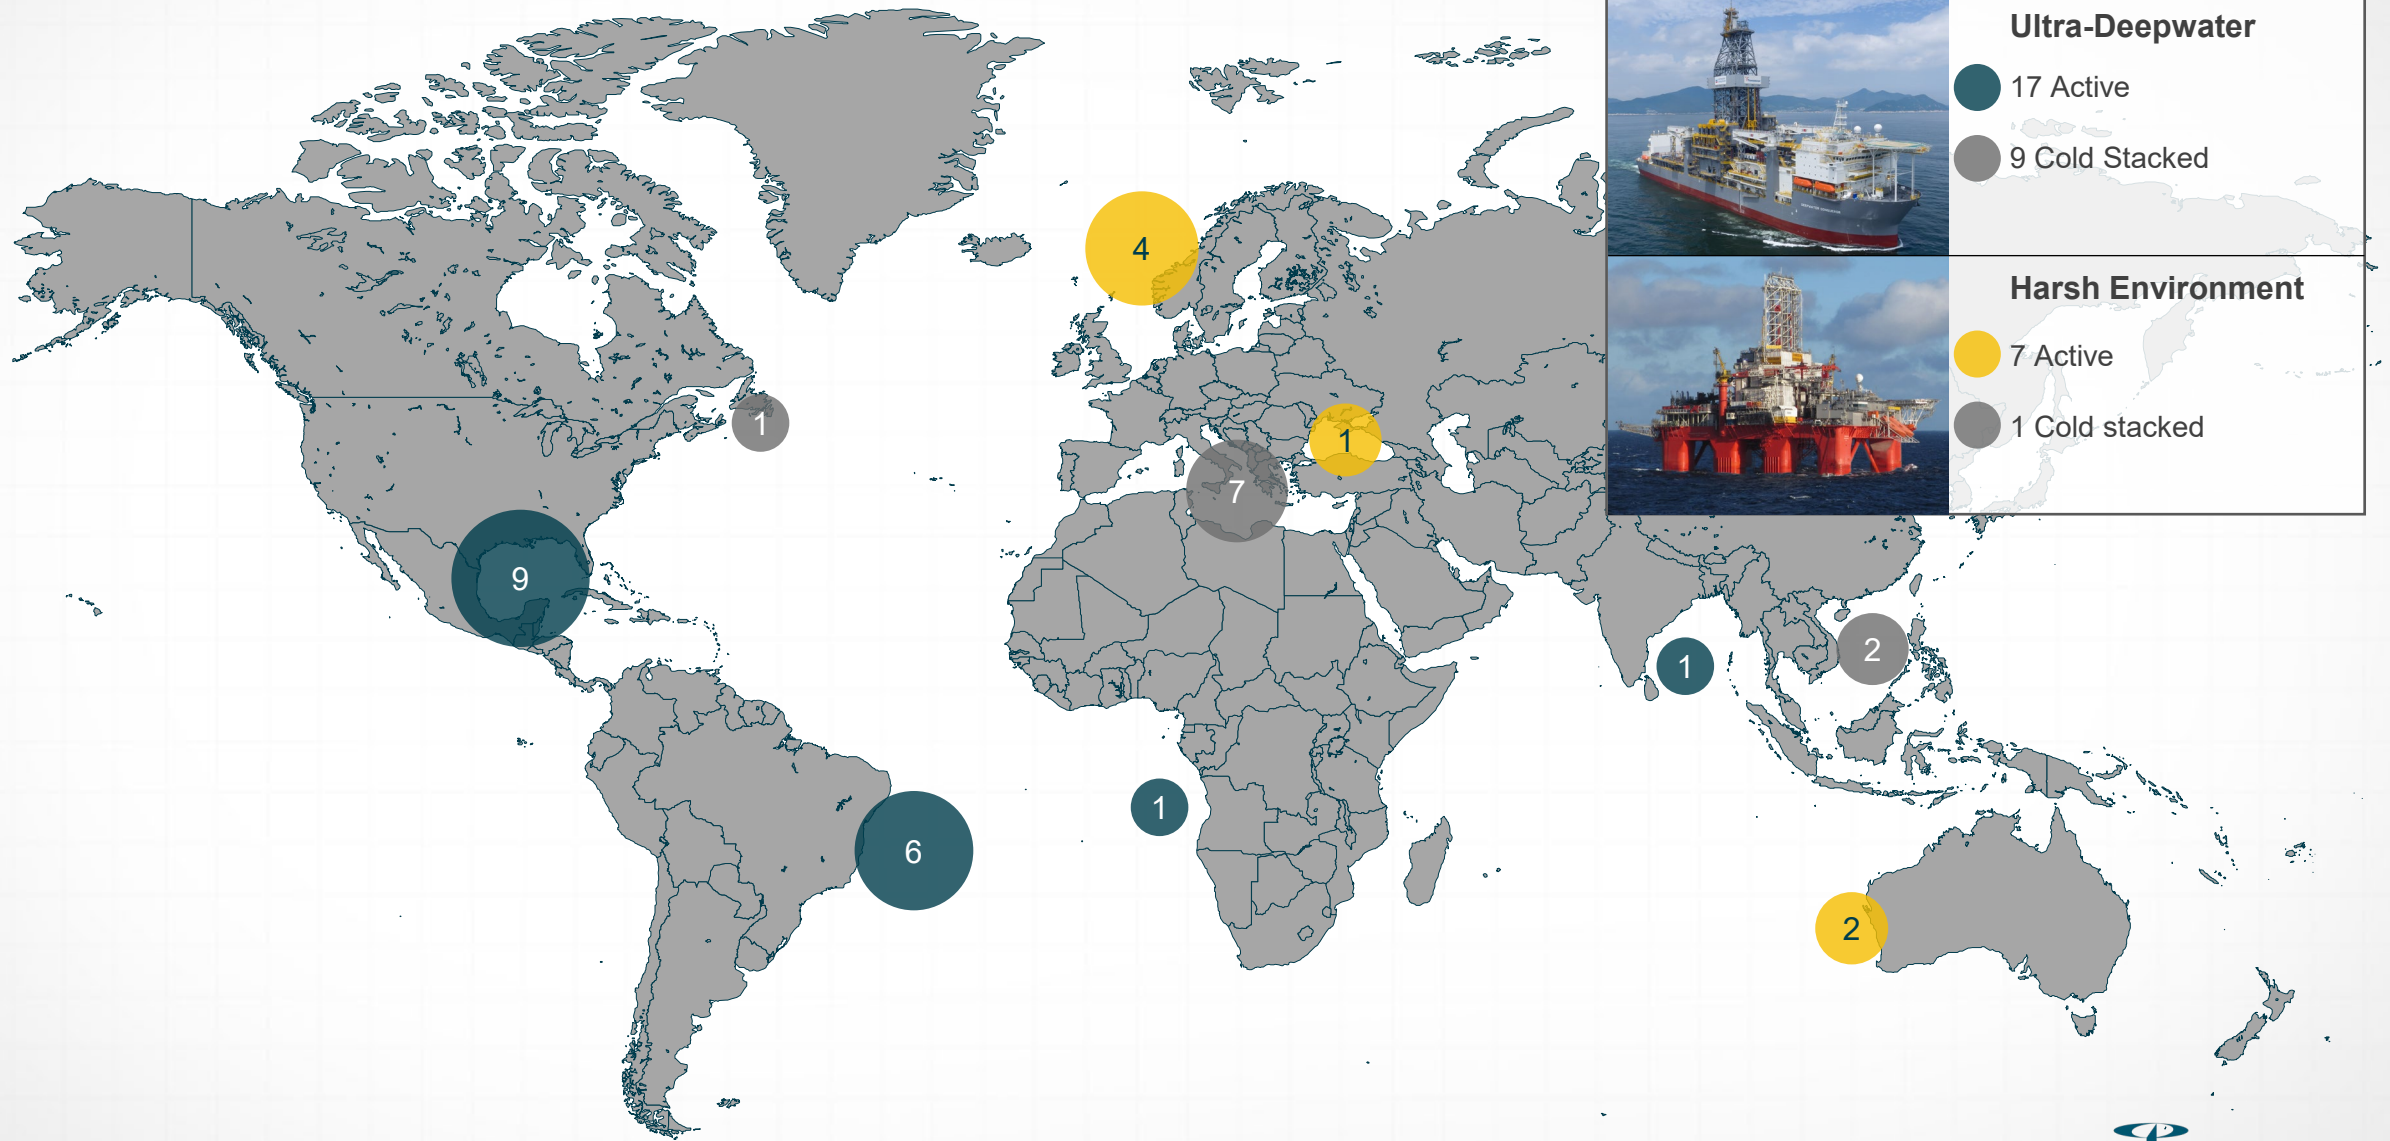 Ultra-Deepwater
17 Active
9 Cold Stacked
Harsh Environment
7 Active
1 Cold stacked
4
1
1
7
9
1
2
1
6
2